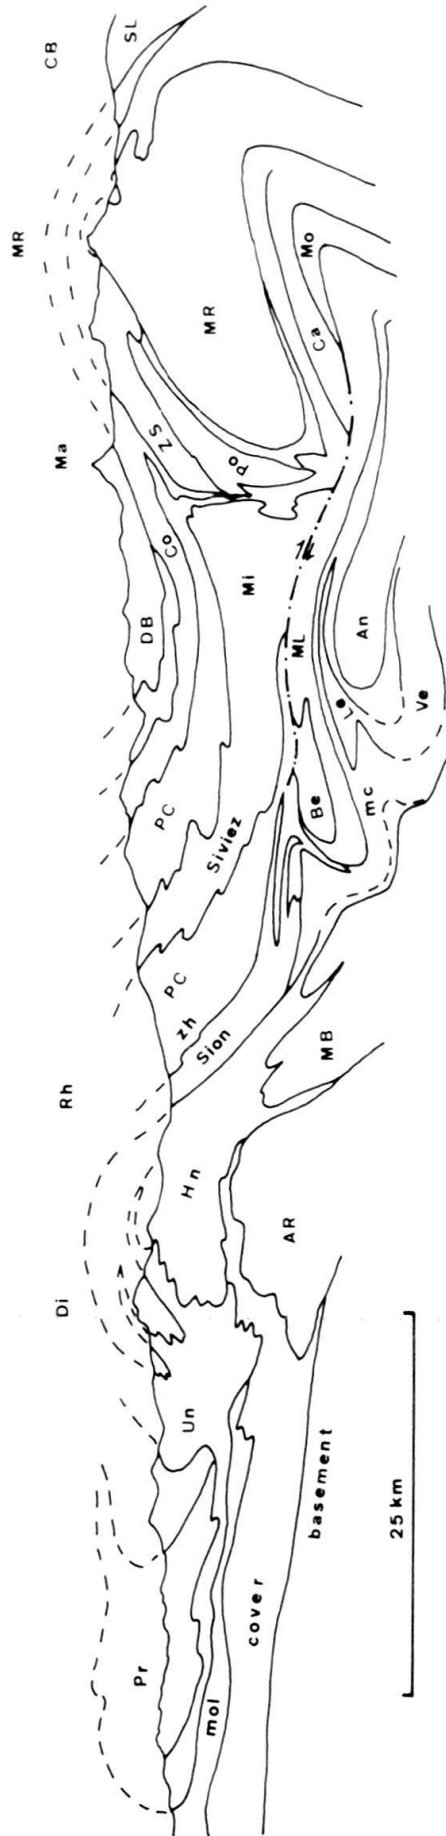 CB
SL
MR
MR
Mo
Ca
Ma
ZS
Po
Co
DB
Mi
ML
An
Le
Ve
PC
Siviez
Be
mc
PC
zh
Sion
MB
Rh
Hn
AR
Di
Un
basement
cover
25 km
Pr
mol